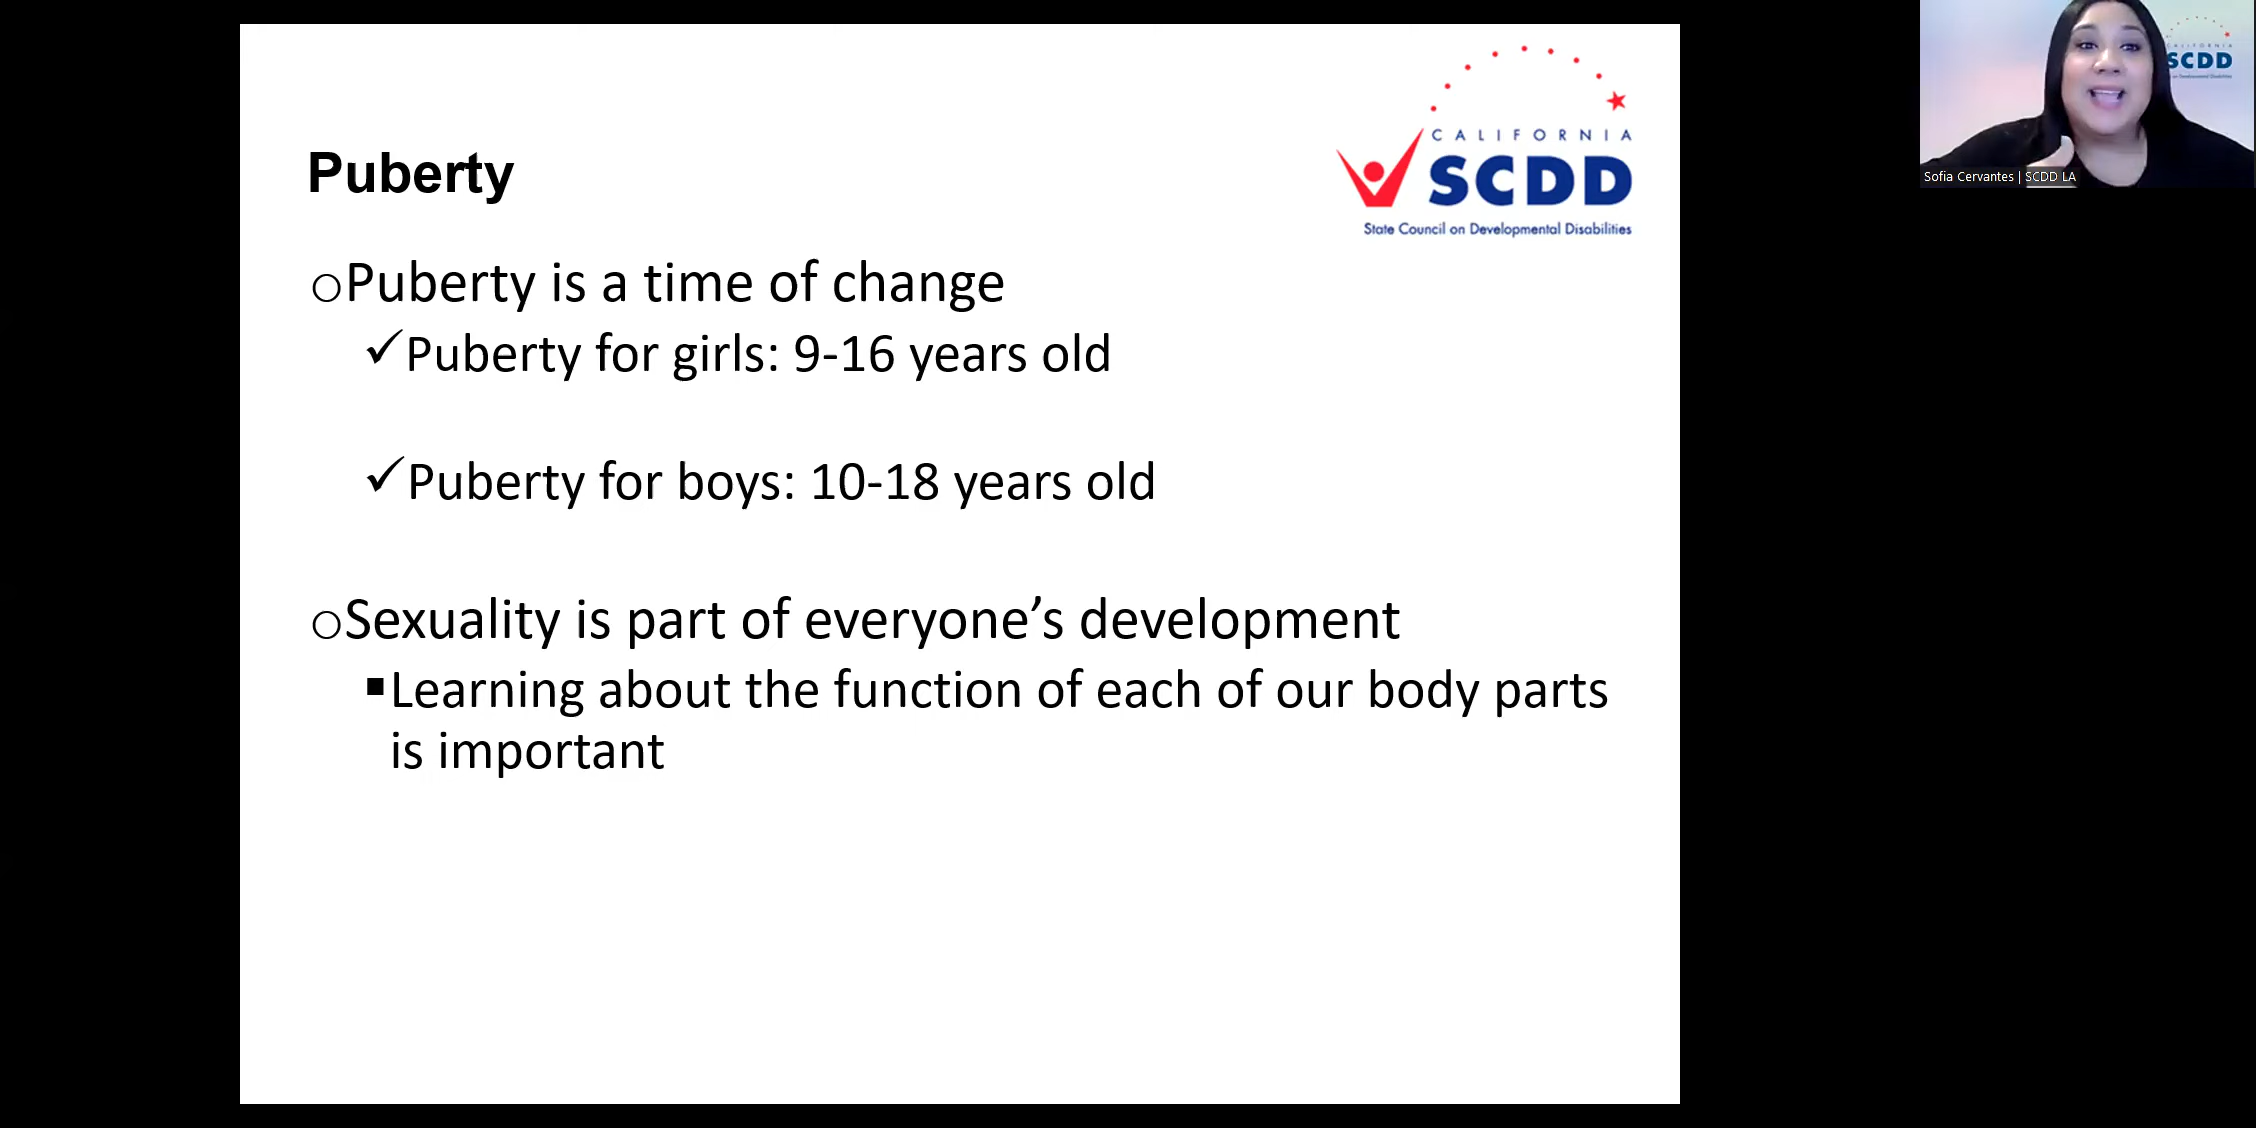 Puberty
CALIFORNIA
SCDD
State Council on Developmental Disabilities
oPuberty is a time of change
✓Puberty for girls: 9-16 years old
✓Puberty for boys: 10-18 years old
oSexuality is part of everyone’s development
▪Learning about the function of each of our body parts
is important
SCDD
Sofia Cervantes | SCDD LA